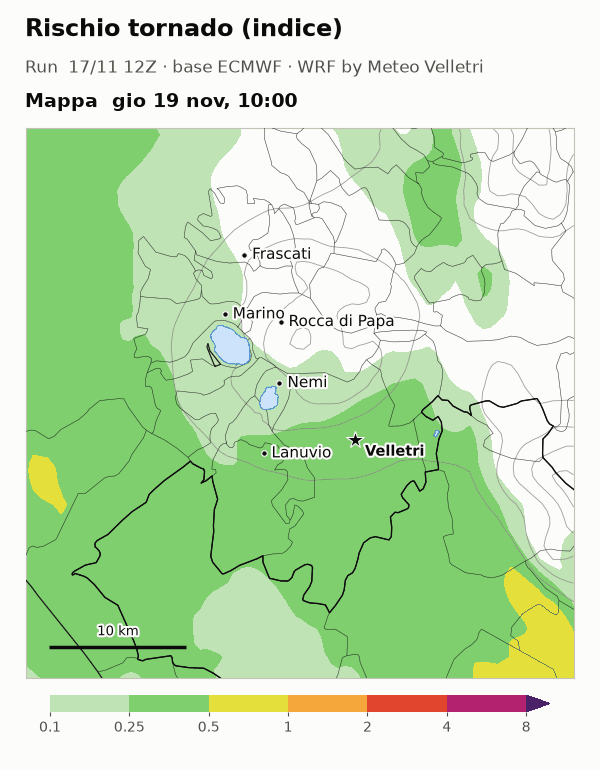 Rischio tornado (indice)
Run  17/11 12Z · base ECMWF · WRF by Meteo Velletri
Mappa  gio 19 nov, 10:00
Frascati
Marino
Rocca di Papa
Nemi
Velletri
Lanuvio
10 km
0.1 0.25 0.5 1 2 4 8